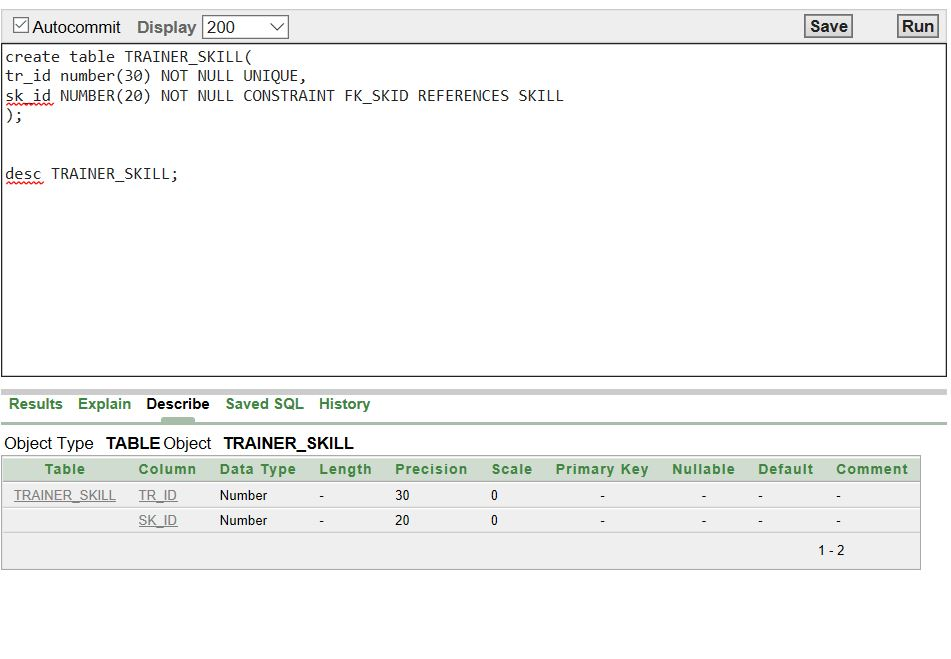 Autocommit Display 200 Save Run
create table TRAINER_SKILL(
tr_id number(30) NOT NULL UNIQUE,
sk_id NUMBER(20) NOT NULL CONSTRAINT FK_SKID REFERENCES SKILL
);
desc TRAINER_SKILL;
Results Explain Describe Saved SQL History
Object Type TABLE Object TRAINER_SKILL
Table Column Data Type Length Precision Scale Primary Key Nullable Default Comment
TRAINER_SKILL TR_ID Number - 30 0 - - - -
SK_ID Number - 20 0 - - - -
1 - 2